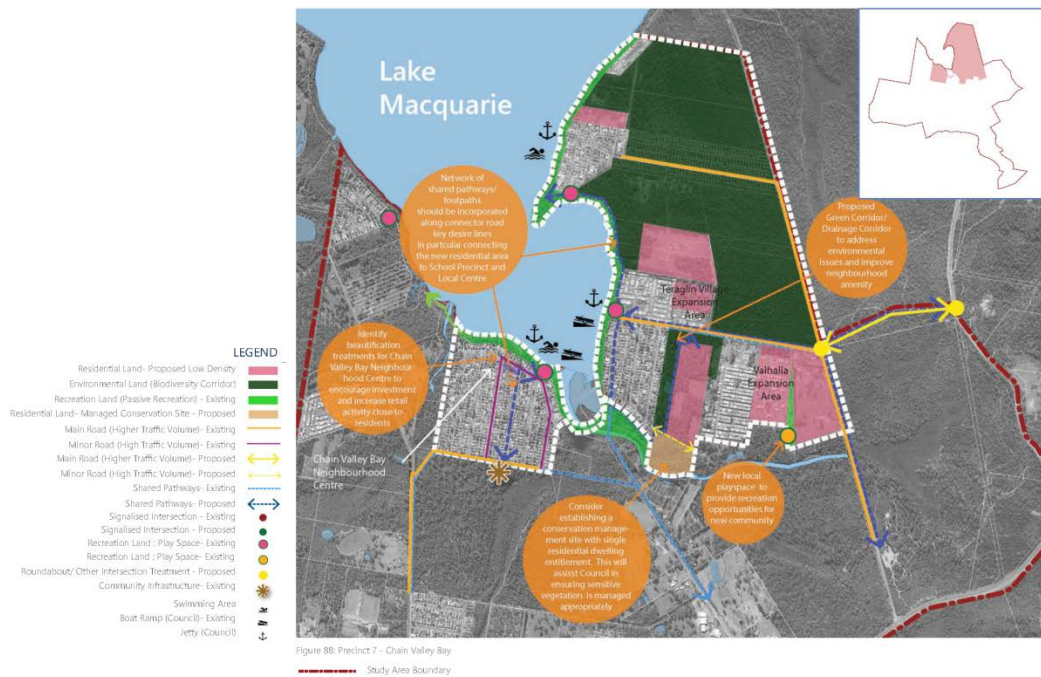 Lake
Macquarie
Network of
shared pathways/
footpaths
should be incorporated
along connector road
key desire lines
in partcular connecting
the new residential area
to School Precinct and
Local Centre
Proposed
Green Corridor/
Drainage Corridor
to address
environmental
issues and improve
neighbourhood
amenity
Teraglin Village
Expansion
Area
Identify
beautification
treatments for Chain
Valley Bay Neighbour
hood Centre to
encourage investment
and increase retail
activity close to
residents
Valhalla
Expansion
Area
Chain Valley Bay
Neighbourhood
Centre
New local
playspace to
provide recreation
opportunities for
new community
Consider
establishing a
conservation manage-
ment site with single
residential dwelling
entitlement. This will
assisst Council in
ensuring sensitive
vegetation is managed
appropriately
LEGEND
Residential Land- Proposed Low Density
Environmental Land (Biodiversity Corridor)
Recreation Land (Passive Recreation) - Existing
Residential Land- Managed Conservation Site - Proposed
Main Road (Higher Traffic Volume) - Existing
Minor Road (High Traffic Volume)- Existing
Main Road (Higher Traffic Volume)- Proposed
Minor Road (High Traffic Volume)- Proposed
Shared Pathways- Existing
Shared Pathways- Proposed
Signalised Intersection - Existing
Signalised Intersection - Proposed
Recreation Land : Play Space- Existing
Recreation Land : Play Space- Existing
Roundabout/ Other Intersection Treatment - Proposed
Community Infrastructure- Existing
Swimming Area
Boat Ramp (Council)- Existing
Jetty (Council)
Figure 88: Precinct 7 - Chain Valley Bay
Study Area Boundary